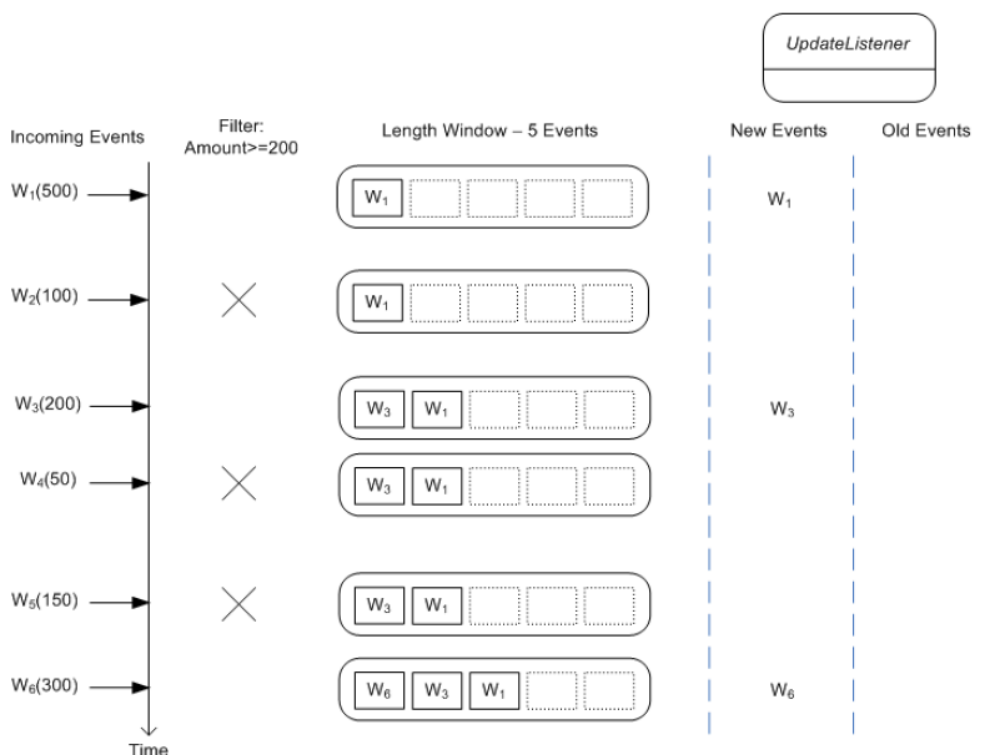 UpdateListener
Incoming Events
Filter:
Amount>=200
Length Window – 5 Events
New Events
Old Events
W₁(500)
W₁
W₁
W₂(100)
W₁
W₃(200)
W₃ W₁
W₃
W₄(50)
W₃ W₁
W₅(150)
W₃ W₁
W₆(300)
W₆ W₃ W₁
W₆
Time